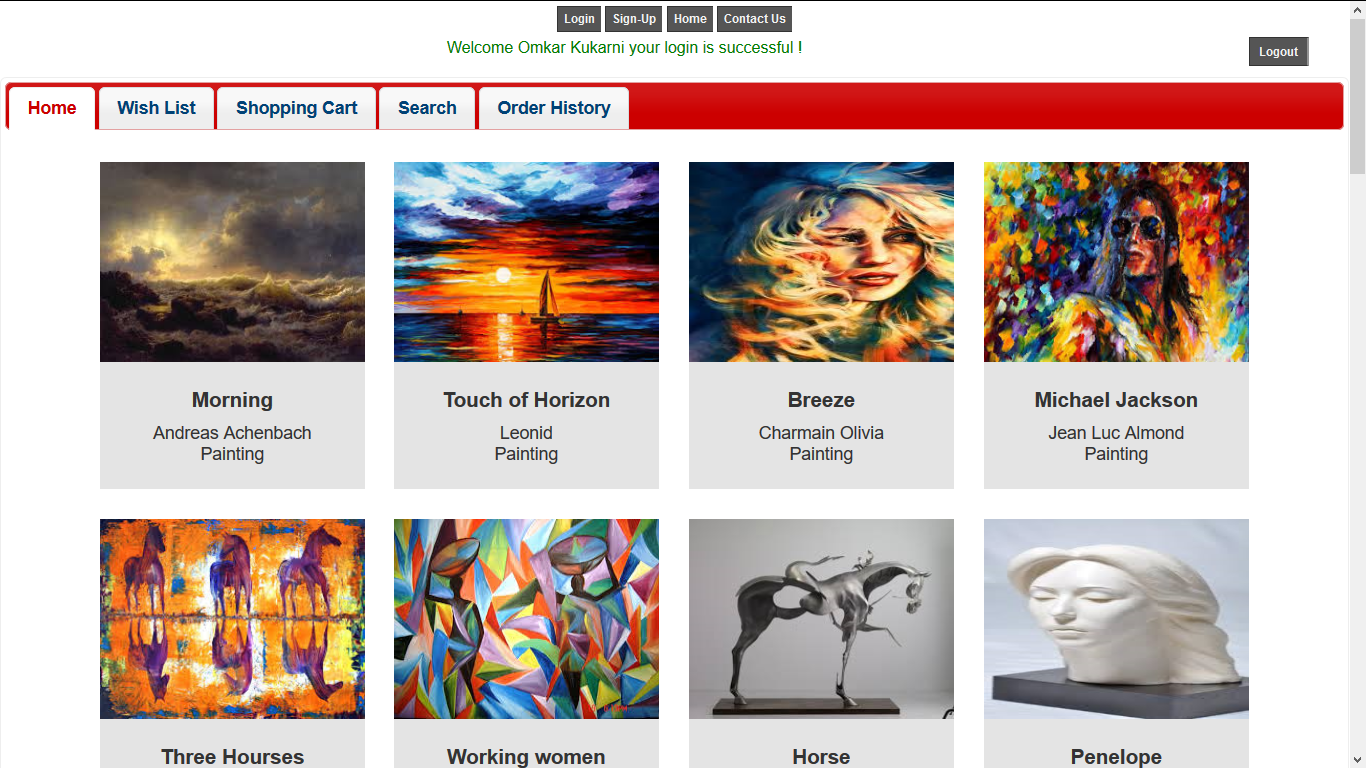 Login Sign-Up Home Contact Us
Welcome Omkar Kukarni your login is successful !
Logout
Home Wish List Shopping Cart Search Order History
Morning Touch of Horizon Breeze Michael Jackson
Andreas Achenbach Leonid Charmain Olivia Jean Luc Almond
Painting Painting Painting Painting
Three Hourses Working women Horse Penelope